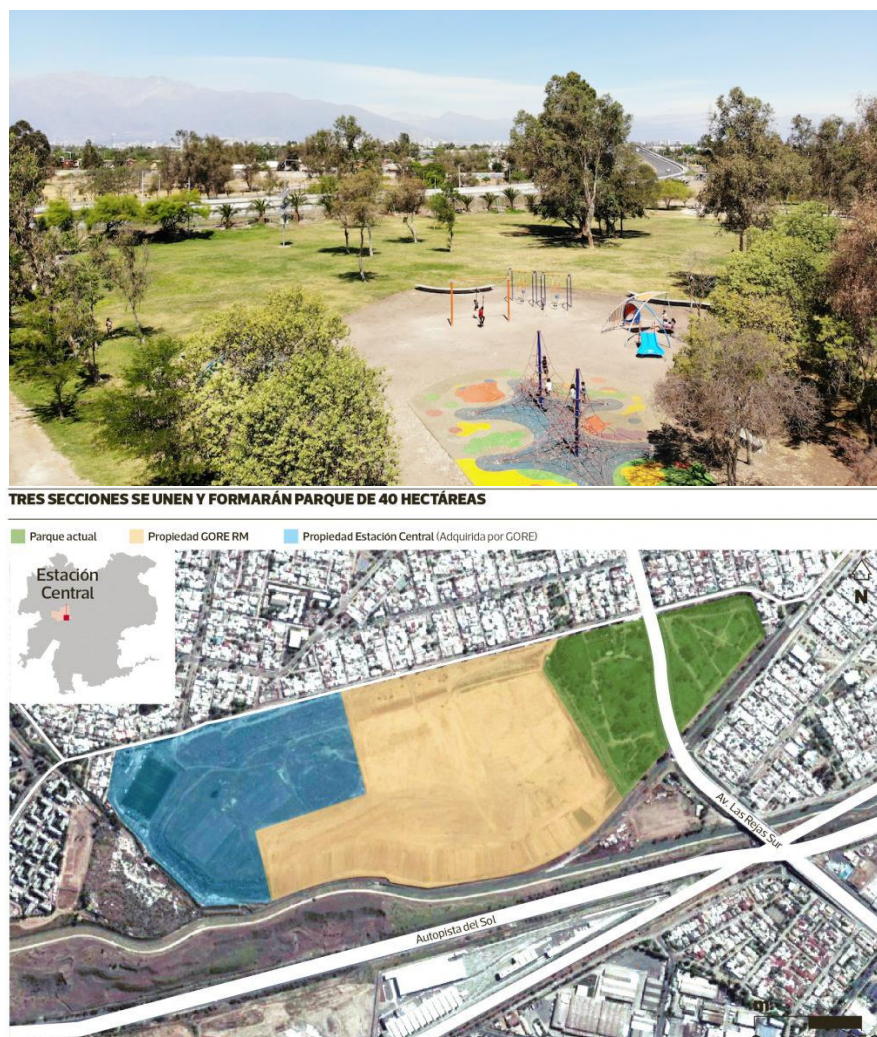 TRES SECCIONES SE UNEN Y FORMARÁN PARQUE DE 40 HECTÁREAS
Parque actual
Propiedad GORE RM
Propiedad Estación Central (Adquirida por GORE)
Estación
Central
N
Av. Las Rejas Sur
Autopista del Sol